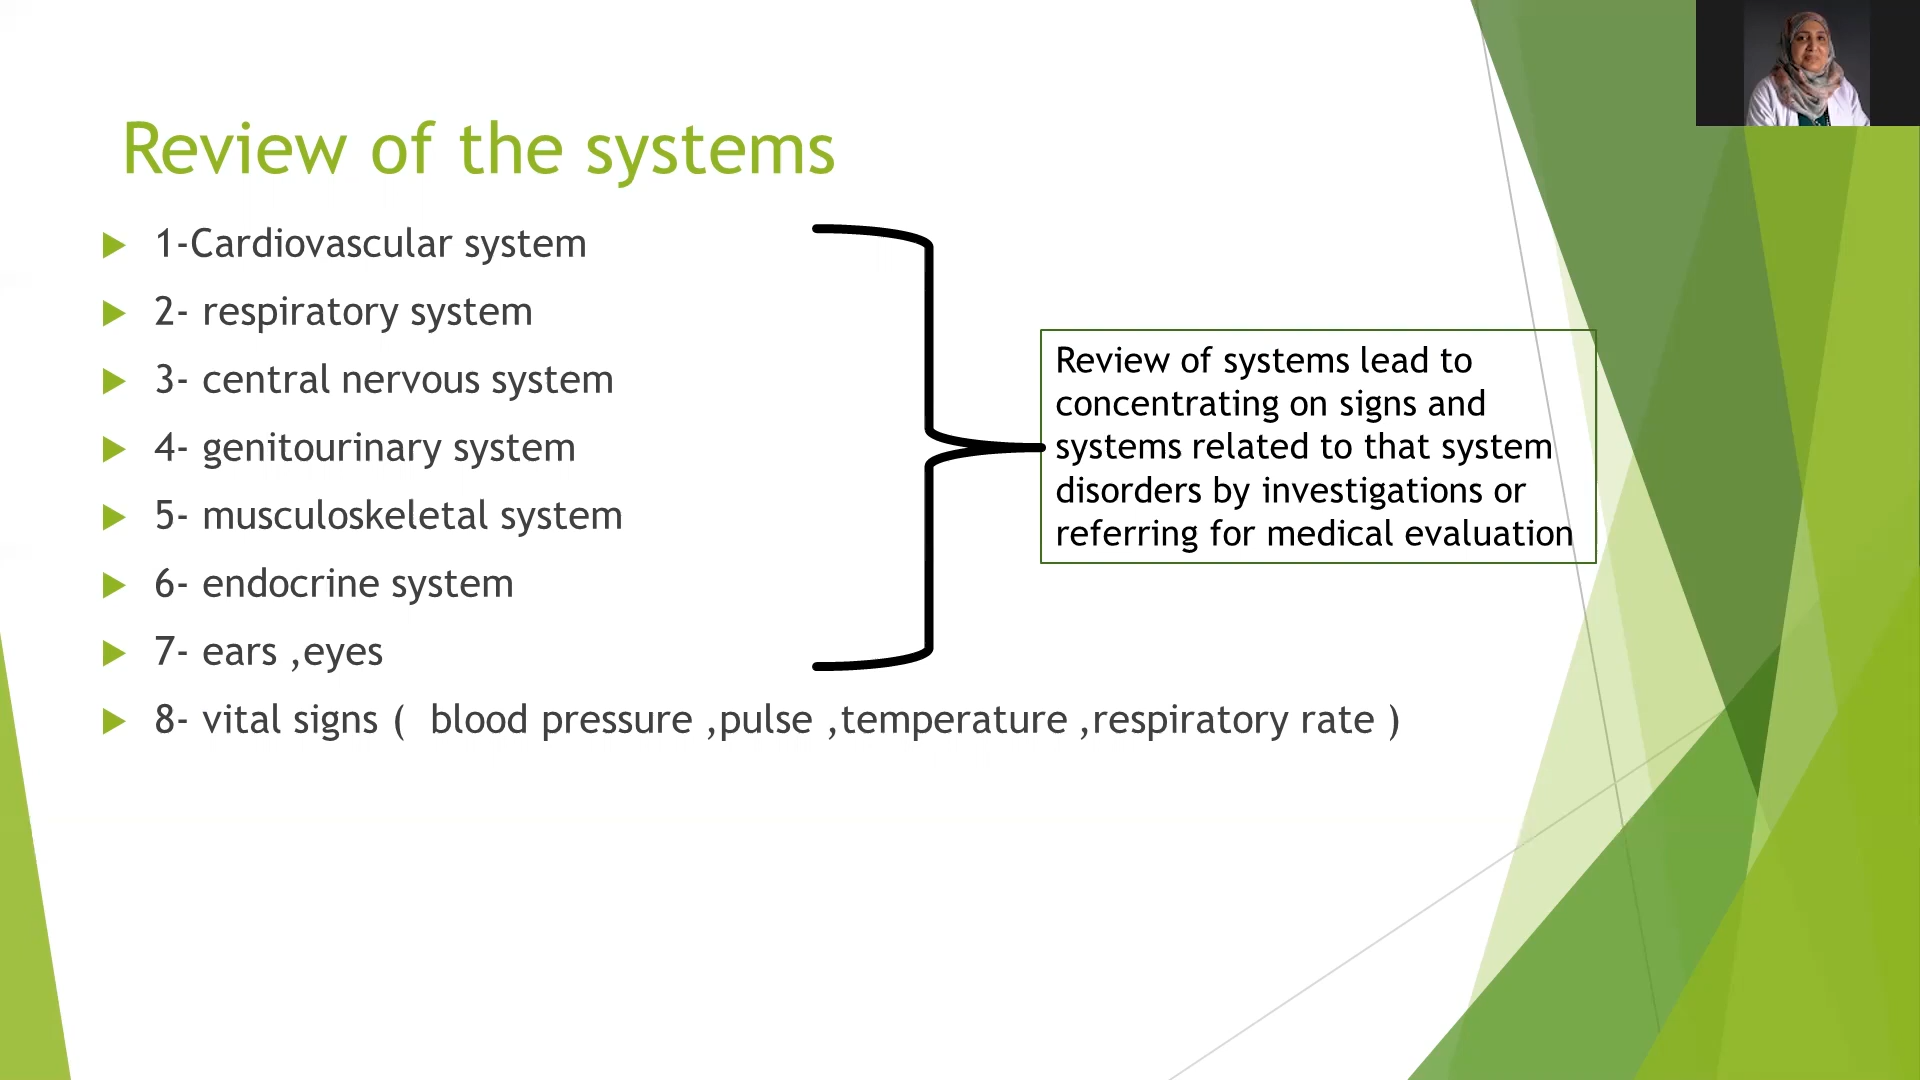 Review of the systems
1-Cardiovascular system
2- respiratory system
3- central nervous system
4- genitourinary system
5- musculoskeletal system
6- endocrine system
7- ears ,eyes
8- vital signs (  blood pressure ,pulse ,temperature ,respiratory rate )
Review of systems lead to
concentrating on signs and
systems related to that system
disorders by investigations or
referring for medical evaluation